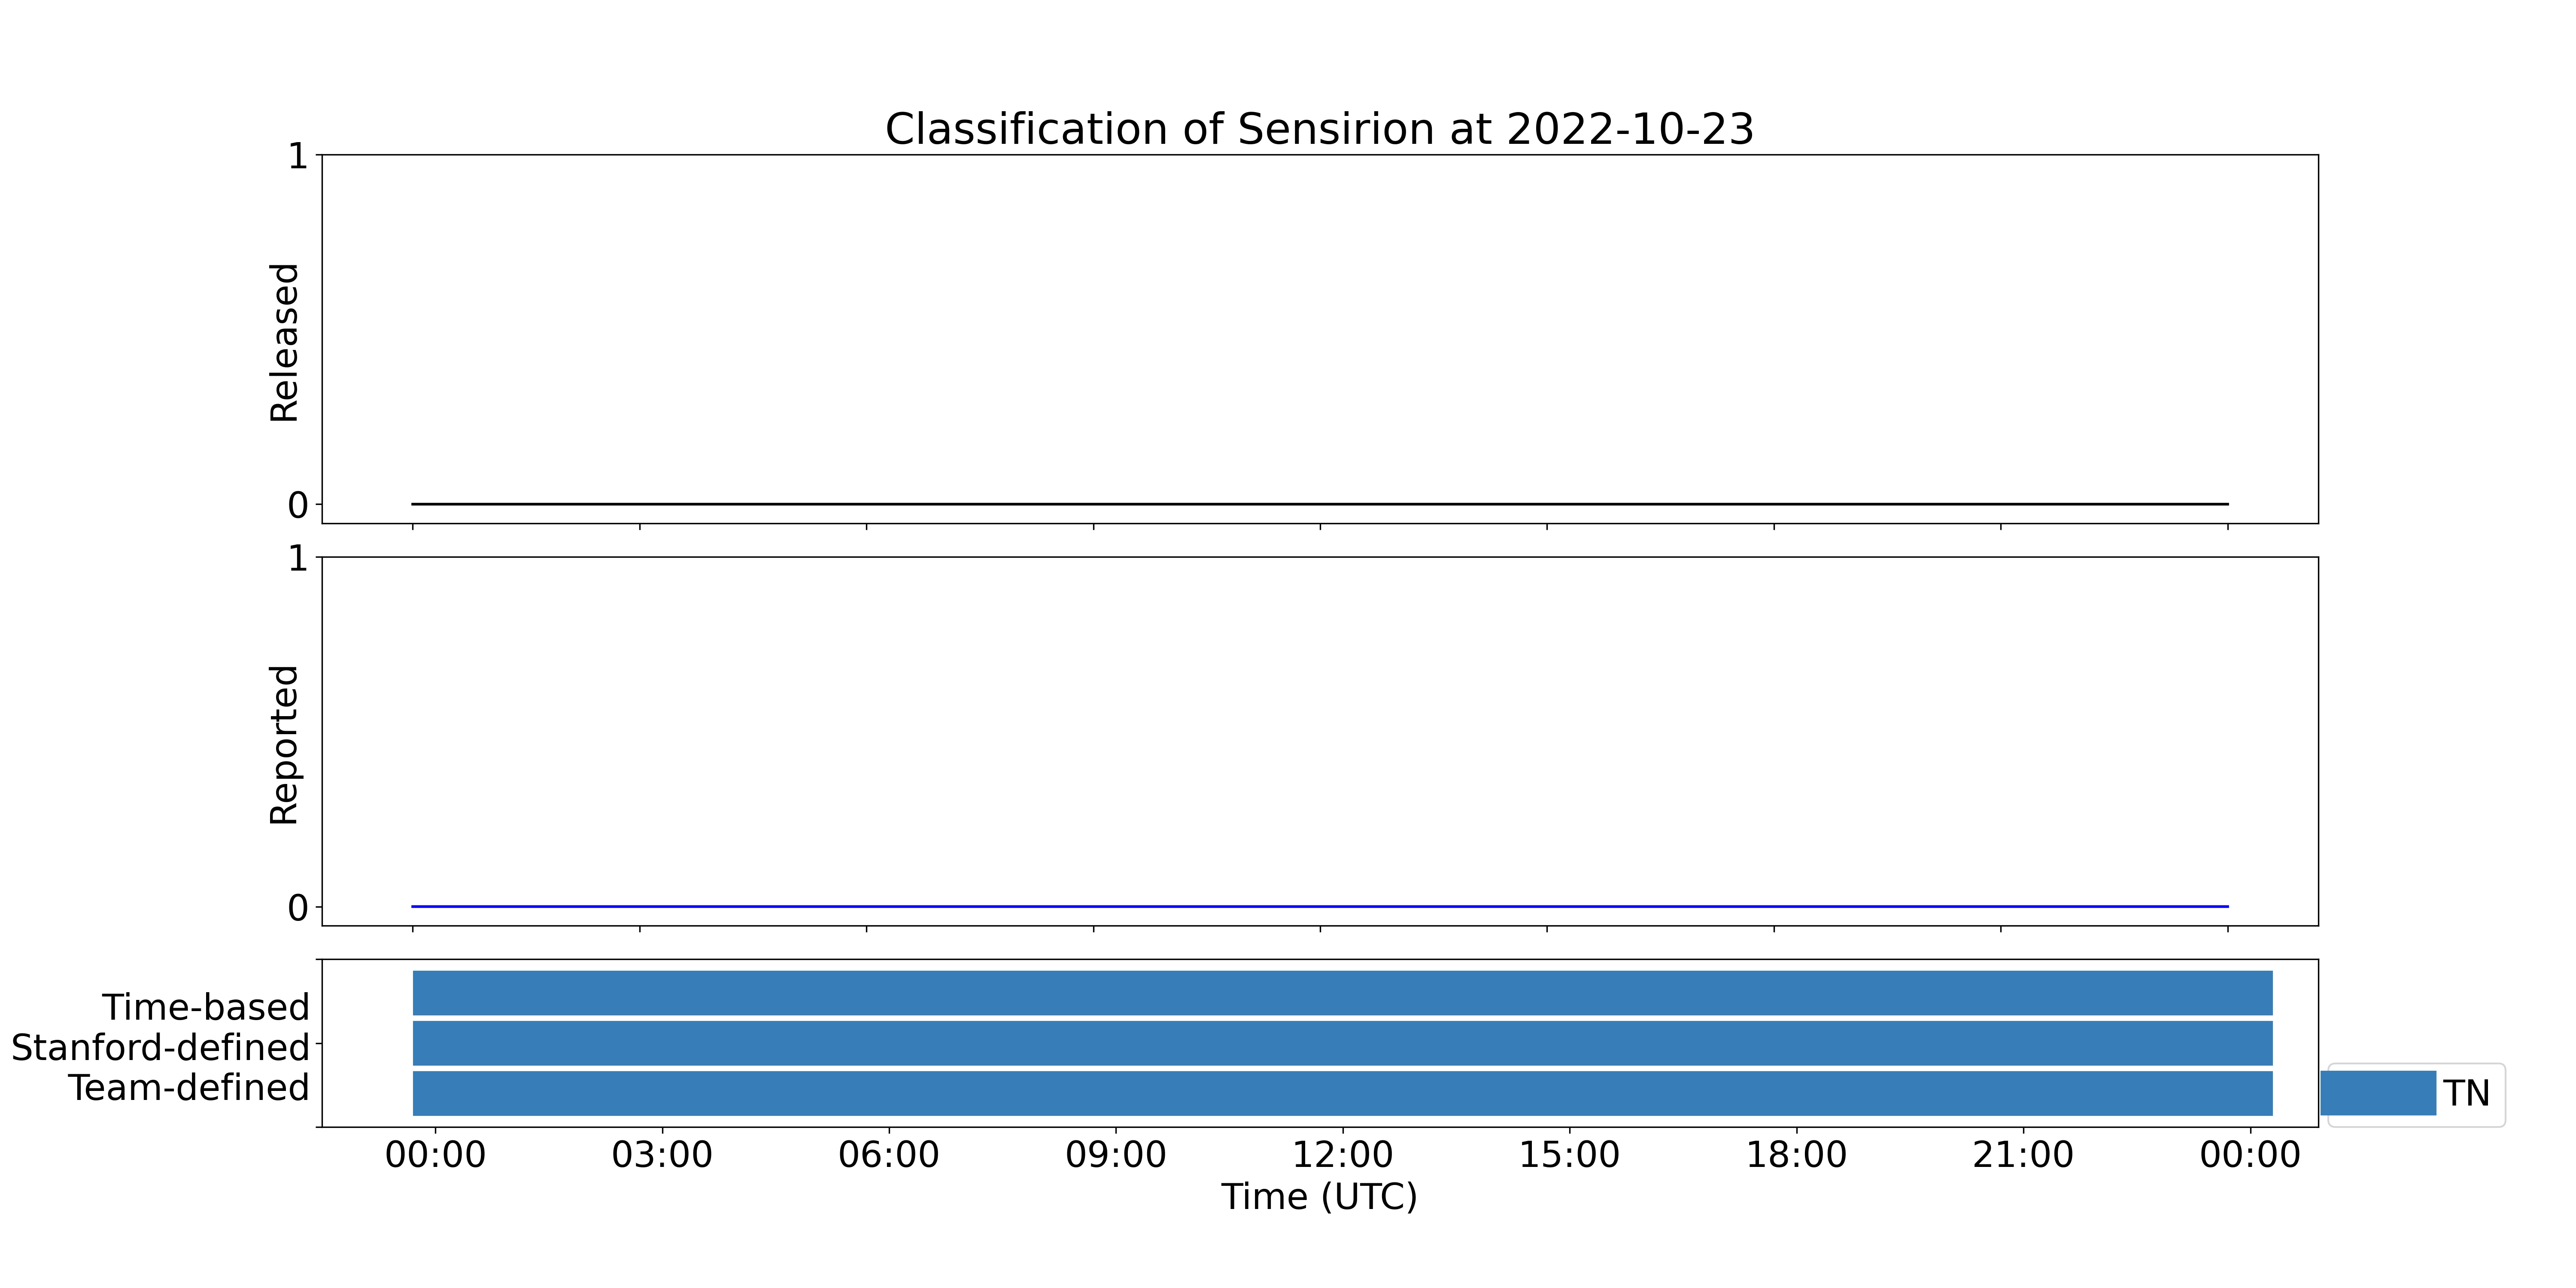 Classification of Sensirion at 2022-10-23
1
Released
0
1
Reported
0
Time-based
Stanford-defined
Team-defined
TN
00:00 03:00 06:00 09:00 12:00 15:00 18:00 21:00 00:00
Time (UTC)